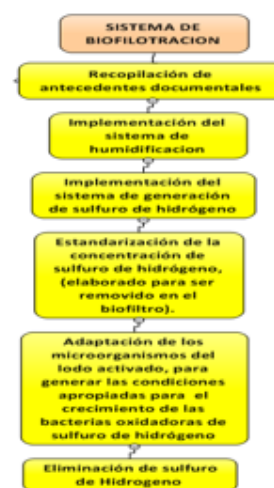 SISTEMA DE
BIOFILOTRACION
Recopilación de
antecedentes documentales
Implementación del
sistema de
humidificacion
Implementación del
sistema de generación
de sulfuro de hidrógeno
Estandarización de la
concentración de
sulfuro de hidrógeno,
(elaborado para ser
removido en el
biofiltro).
Adaptación de los
microorganismos del
lodo activado, para
generar las condiciones
apropiadas para el
crecimiento de las
bacterias oxidadoras de
sulfuro de hidrógeno
Eliminación de sulfuro
de Hidrogeno